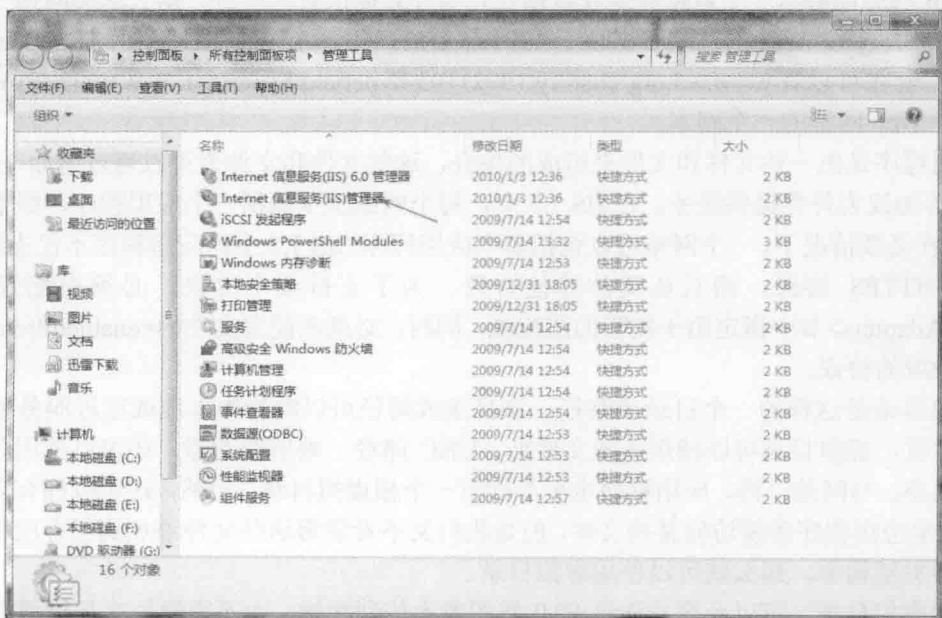 控制面板 ▸ 所有控制面板项 ▸ 管理工具
搜索 管理工具
文件(F) 编辑(E) 查看(V) 工具(T) 帮助(H)
组织
名称 修改日期 类型 大小
收藏夹
下载
桌面
最近访问的位置
库
视频
图片
文档
迅雷下载
音乐
计算机
本地磁盘 (C:)
本地磁盘 (D:)
本地磁盘 (E:)
本地磁盘 (F:)
DVD 驱动器 (G:)
Internet 信息服务(IIS) 6.0 管理器 2010/1/3 12:36 快捷方式 2 KB
Internet 信息服务(IIS)管理器 2010/1/3 12:36 快捷方式 2 KB
iSCSI 发起程序 2009/7/14 12:54 快捷方式 2 KB
Windows PowerShell Modules 2009/7/14 13:32 快捷方式 3 KB
Windows 内存诊断 2009/7/14 12:53 快捷方式 2 KB
本地安全策略 2009/12/31 18:05 快捷方式 2 KB
打印管理 2009/12/31 18:05 快捷方式 2 KB
服务 2009/7/14 12:54 快捷方式 2 KB
高级安全 Windows 防火墙 2009/7/14 12:54 快捷方式 2 KB
计算机管理 2009/7/14 12:54 快捷方式 2 KB
任务计划程序 2009/7/14 12:54 快捷方式 2 KB
事件查看器 2009/7/14 12:54 快捷方式 2 KB
数据源(ODBC) 2009/7/14 12:53 快捷方式 2 KB
系统配置 2009/7/14 12:53 快捷方式 2 KB
性能监视器 2009/7/14 12:53 快捷方式 2 KB
组件服务 2009/7/14 12:57 快捷方式 2 KB
16 个对象